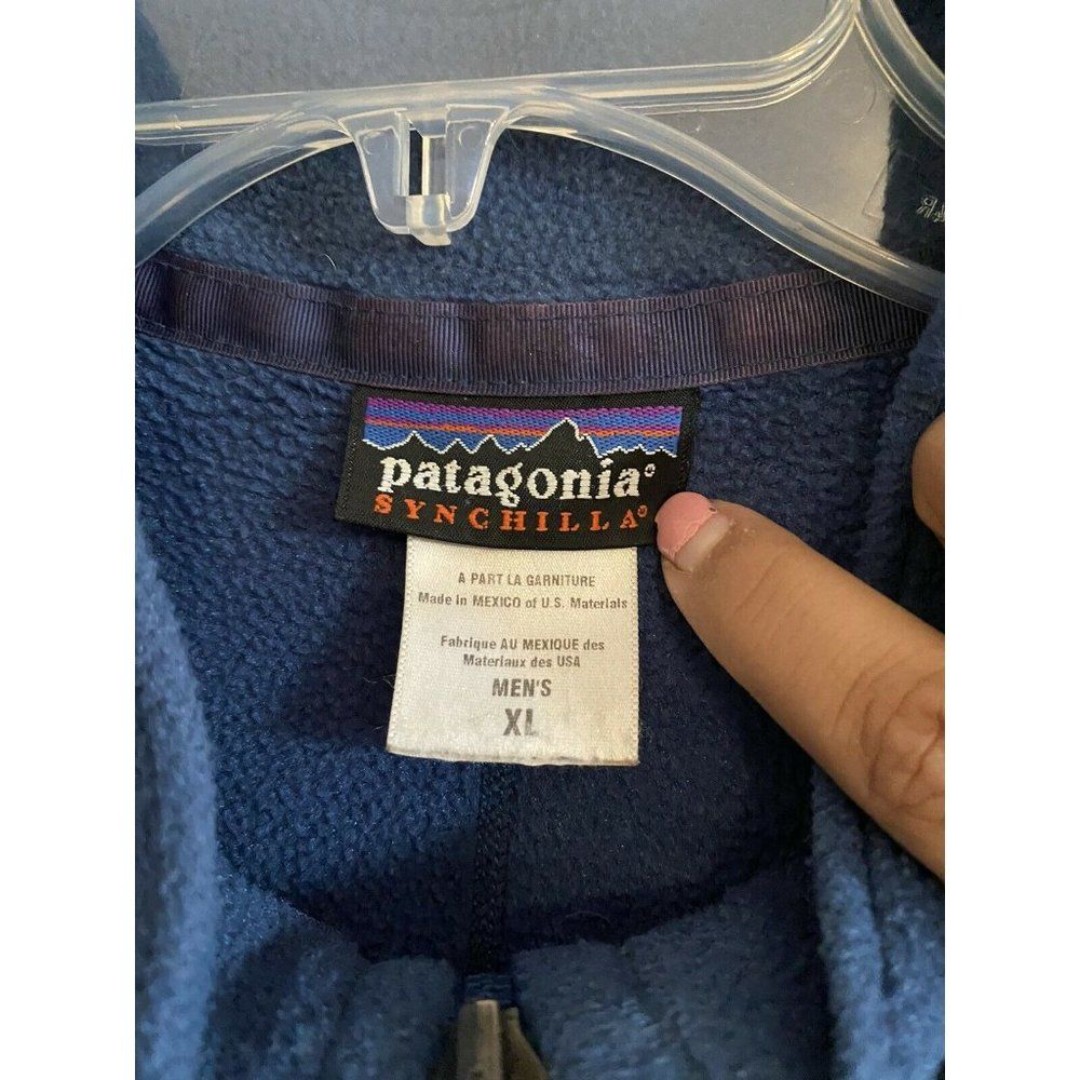 patagonia®
SYNCHILLA®
A PART LA GARNITURE
Made in MEXICO of U.S. Materials
Fabrique AU MEXIQUE des
Materiaux des USA
MEN'S
XL